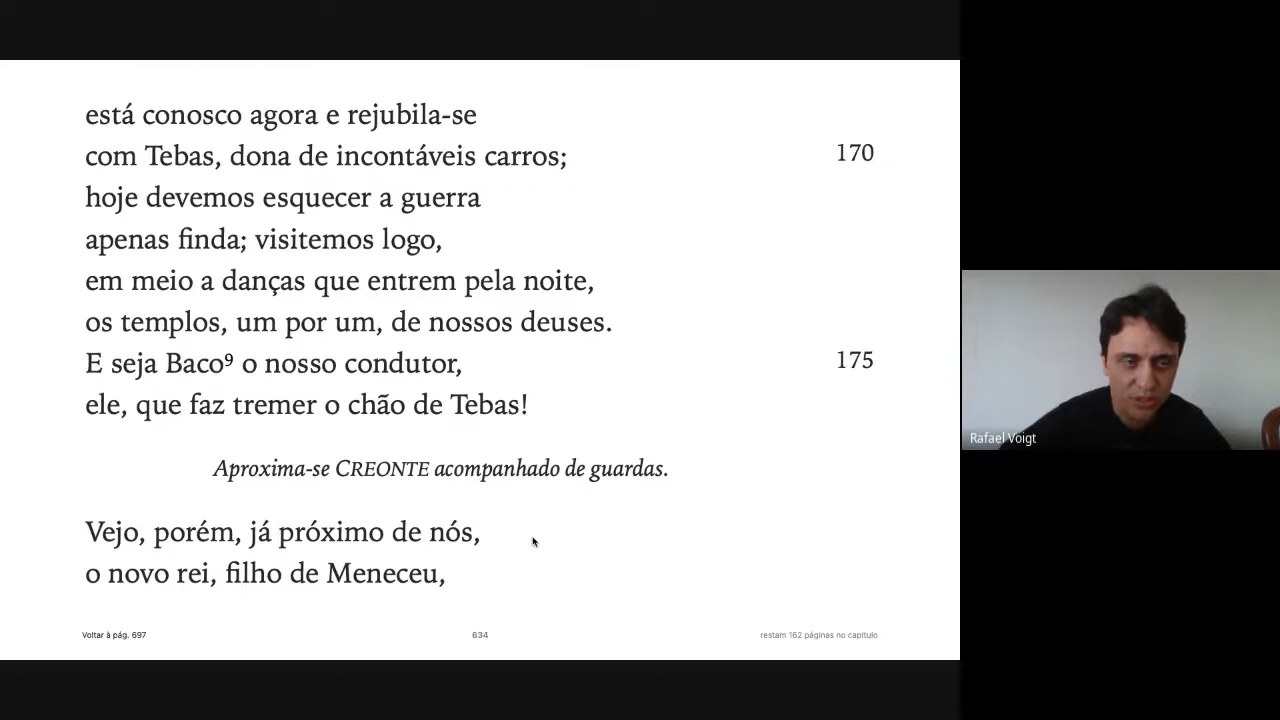 está conosco agora e rejubila-se
com Tebas, dona de incontáveis carros; 170
hoje devemos esquecer a guerra
apenas finda; visitemos logo,
em meio a danças que entrem pela noite,
os templos, um por um, de nossos deuses.
E seja Baco⁹ o nosso condutor, 175
ele, que faz tremer o chão de Tebas!
Aproxima-se CREONTE acompanhado de guardas.
Vejo, porém, já próximo de nós,
o novo rei, filho de Meneceu,
Voltar à pág. 697 634 restam 162 páginas no capítulo
Rafael Voigt